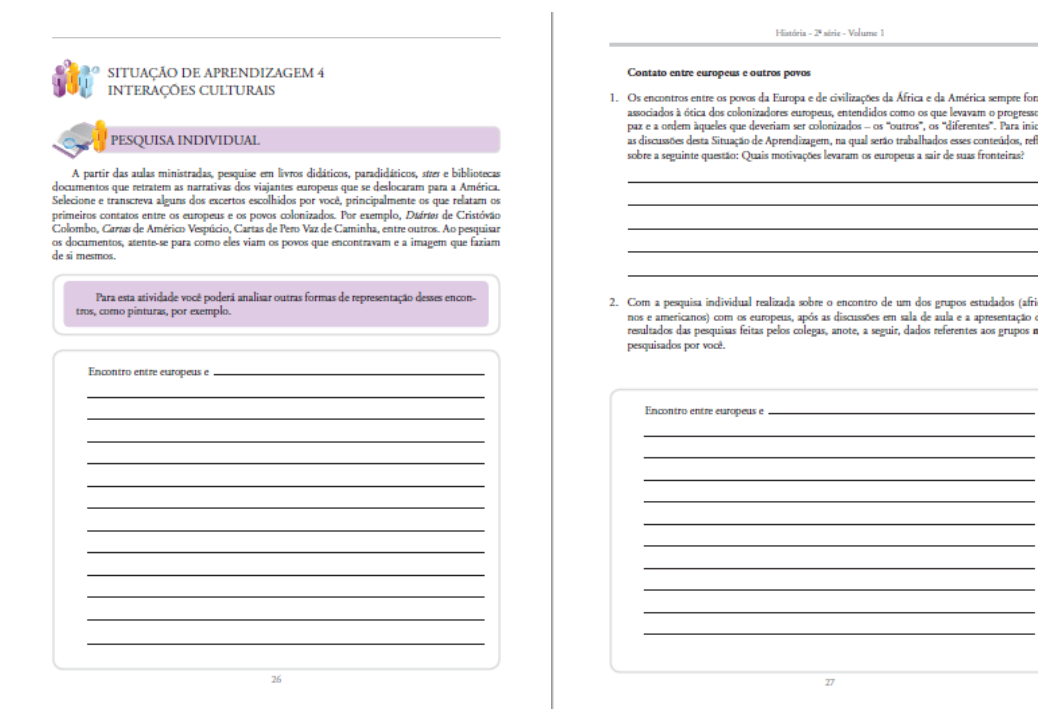 SITUAÇÃO DE APRENDIZAGEM 4
INTERAÇÕES CULTURAIS
PESQUISA INDIVIDUAL
A partir das aulas ministradas, pesquise em livros didáticos, paradidáticos, sites e bibliotecas
documentos que retratem as narrativas dos viajantes europeus que se deslocaram para a América.
Selecione e transcreva alguns dos excertos escolhidos por você, principalmente os que relatam os
primeiros contatos entre os europeus e os povos colonizados. Por exemplo, Diários de Cristóvão
Colombo, Cartas de Américo Vespúcio, Cartas de Pero Vaz de Caminha, entre outros. Ao pesquisar
os documentos, atente-se para como eles viam os povos que encontravam e a imagem que faziam
de si mesmos.
Para esta atividade você poderá analisar outras formas de representação desses encon-
tros, como pinturas, por exemplo.
Encontro entre europeus e
26
História - 2ª série - Volume 1
Contato entre europeus e outros povos
1. Os encontros entre os povos da Europa e de civilizações da África e da América sempre for
associados à ótica dos colonizadores europeus, entendidos como os que levavam o progresso
paz e a ordem àqueles que deveriam ser colonizados – os “outros”, os “diferentes”. Para inic
as discussões desta Situação de Aprendizagem, na qual serão trabalhados esses conteúdos, refl
sobre a seguinte questão: Quais motivações levaram os europeus a sair de suas fronteiras?
2. Com a pesquisa individual realizada sobre o encontro de um dos grupos estudados (afri
nos e americanos) com os europeus, após as discussões em sala de aula e a apresentação d
resultados das pesquisas feitas pelos colegas, anote, a seguir, dados referentes aos grupos n
pesquisados por você.
Encontro entre europeus e
27